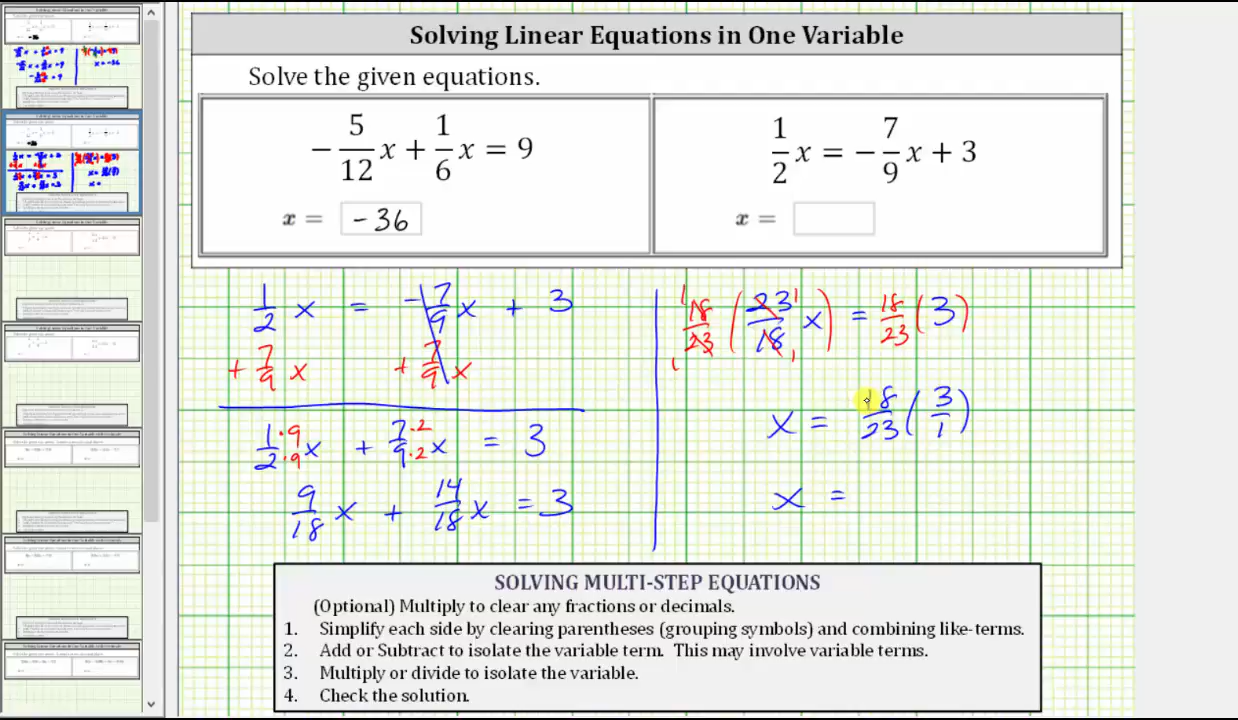 Solving Linear Equations in One Variable
Solve the given equations.
-5/12 x + 1/6 x = 9
x = -36
1/2 x = -7/9 x + 3
x =
1/2 x = -7/9 x + 3
+ 7/9 x + 7/9 x
1·9/2·9 x + 7·2/9·2 x = 3
9/18 x + 14/18 x = 3
1 1
18/23 (23/18 x) = 18/23 (3)
1 1
x = 18/23 (3/1)
x =
SOLVING MULTI-STEP EQUATIONS
(Optional) Multiply to clear any fractions or decimals.
1. Simplify each side by clearing parentheses (grouping symbols) and combining like-terms.
2. Add or Subtract to isolate the variable term. This may involve variable terms.
3. Multiply or divide to isolate the variable.
4. Check the solution.